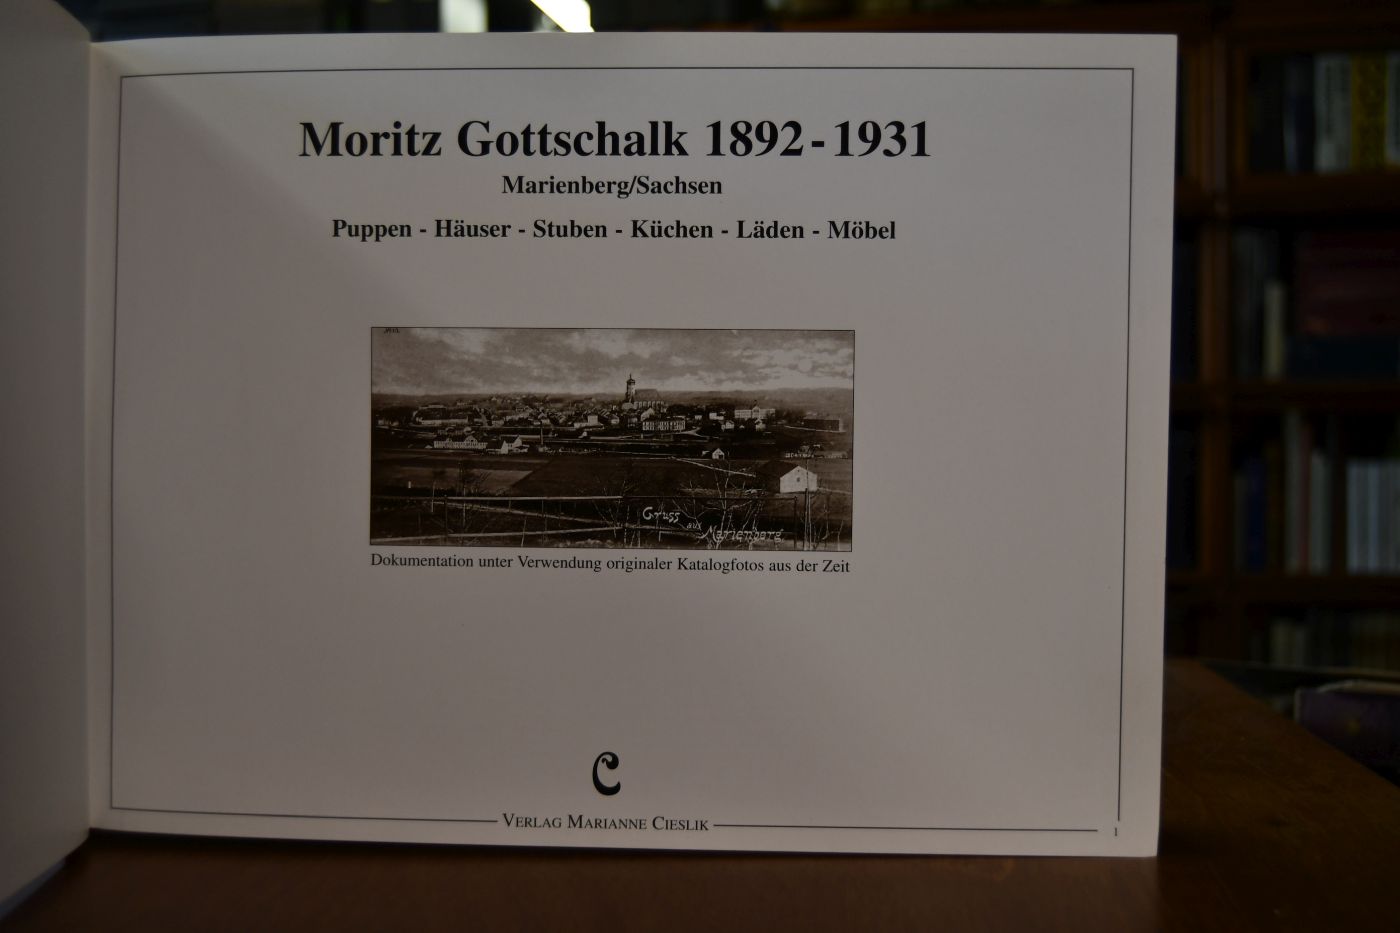 Moritz Gottschalk 1892 - 1931
Marienberg/Sachsen
Puppen - Häuser - Stuben - Küchen - Läden - Möbel
Gruss
aus
Marienberg
Dokumentation unter Verwendung originaler Katalogfotos aus der Zeit
C
VERLAG MARIANNE CIESLIK
1